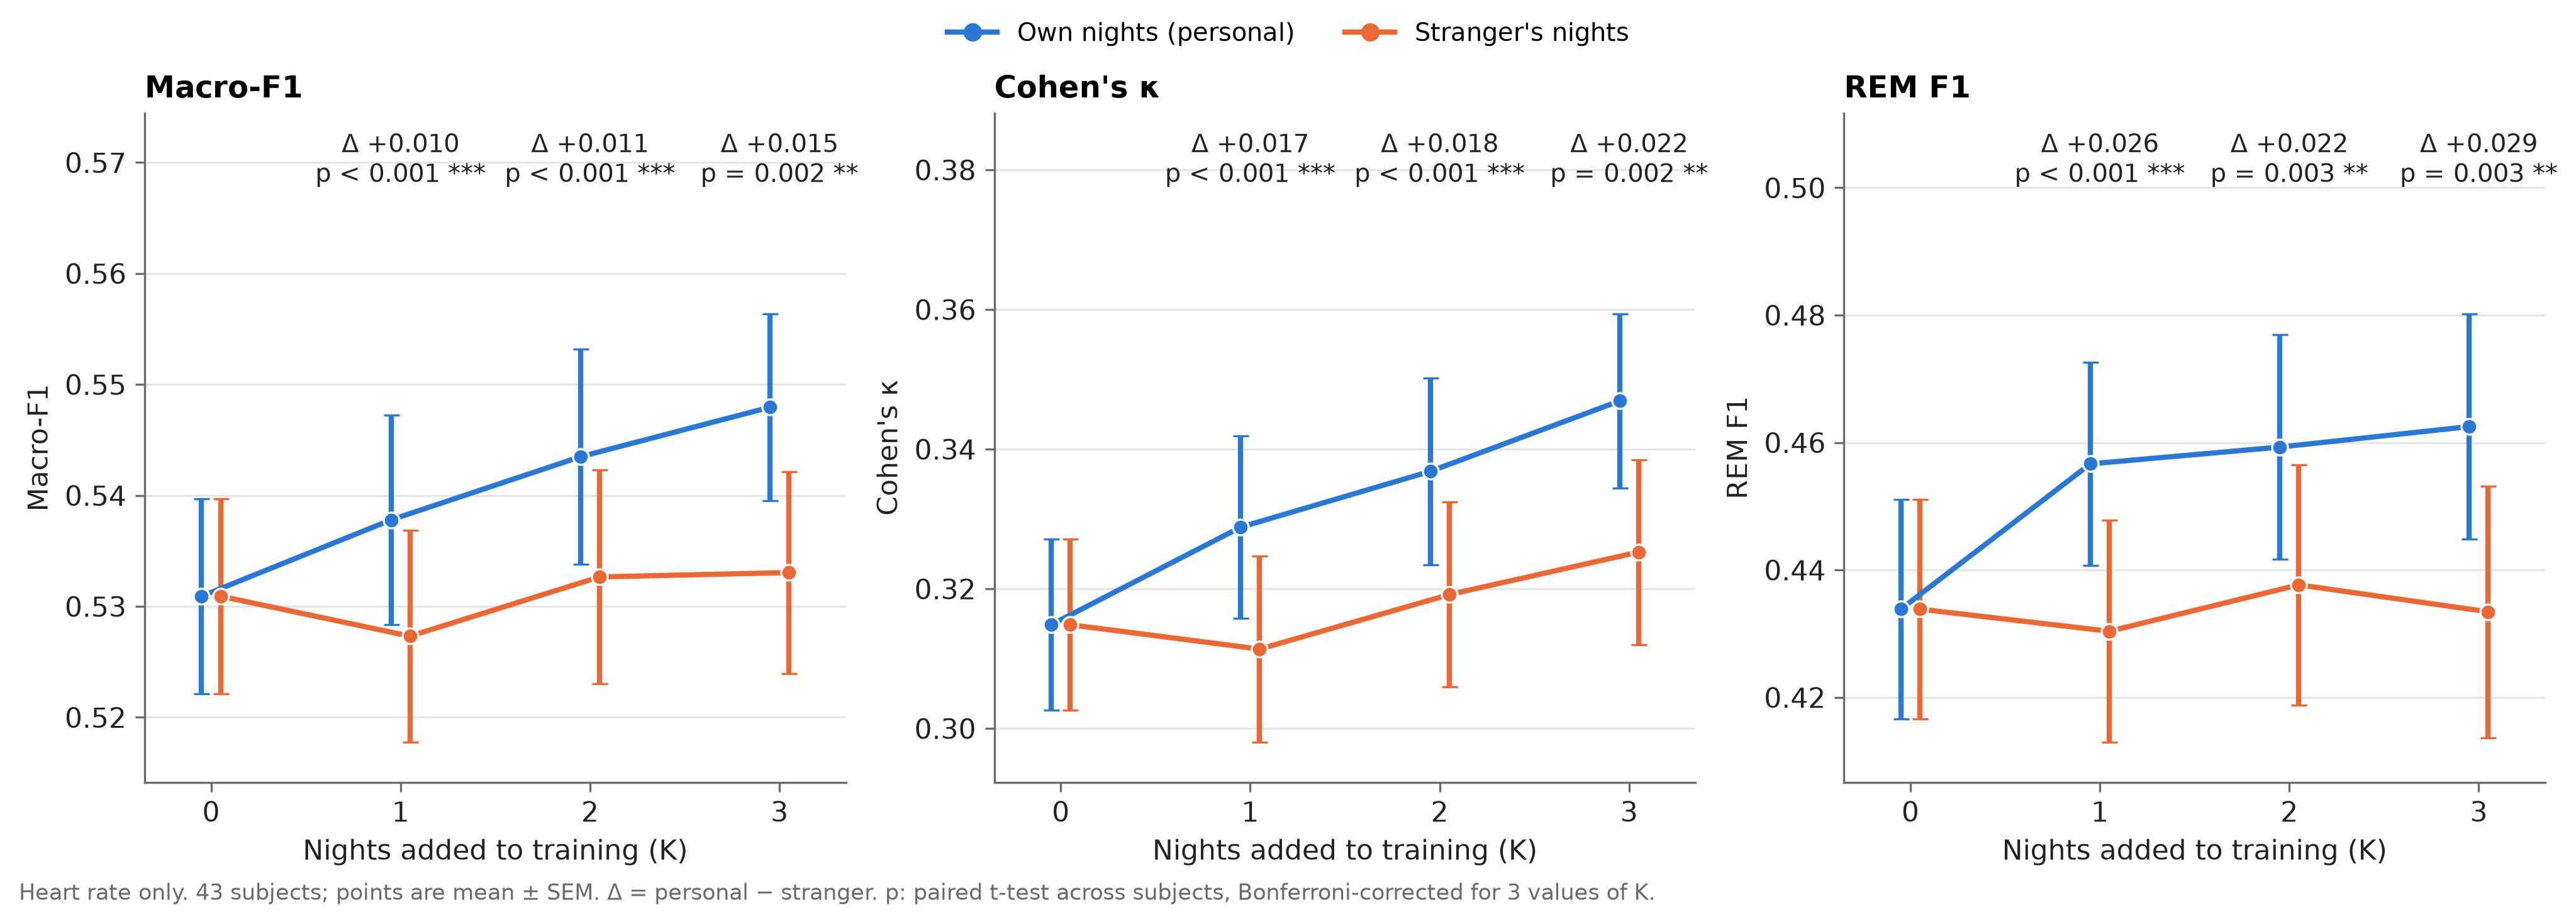 Own nights (personal) Stranger's nights
Macro-F1
Δ +0.010 Δ +0.011 Δ +0.015
p < 0.001 *** p < 0.001 *** p = 0.002 **
0.57
0.56
0.55
0.54
0.53
0.52
Macro-F1
0 1 2 3
Nights added to training (K)
Cohen's κ
Δ +0.017 Δ +0.018 Δ +0.022
p < 0.001 *** p < 0.001 *** p = 0.002 **
0.38
0.36
0.34
0.32
0.30
Cohen's κ
0 1 2 3
Nights added to training (K)
REM F1
Δ +0.026 Δ +0.022 Δ +0.029
p < 0.001 *** p = 0.003 ** p = 0.003 **
0.50
0.48
0.46
0.44
0.42
REM F1
0 1 2 3
Nights added to training (K)
Heart rate only. 43 subjects; points are mean ± SEM. Δ = personal − stranger. p: paired t-test across subjects, Bonferroni-corrected for 3 values of K.